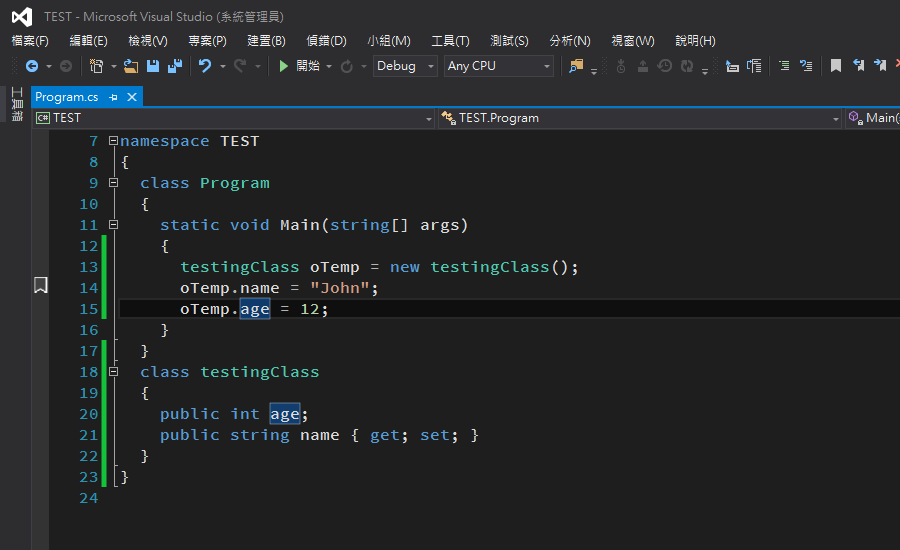 TEST - Microsoft Visual Studio (系統管理員)
檔案(F) 編輯(E) 檢視(V) 專案(P) 建置(B) 偵錯(D) 小組(M) 工具(T) 測試(S) 分析(N) 視窗(W) 說明(H)
開始 Debug Any CPU
工具箱
Program.cs
C# TEST TEST.Program Main(
7 namespace TEST
8 {
9 class Program
10 {
11 static void Main(string[] args)
12 {
13 testingClass oTemp = new testingClass();
14 oTemp.name = "John";
15 oTemp.age = 12;
16 }
17 }
18 class testingClass
19 {
20 public int age;
21 public string name { get; set; }
22 }
23 }
24